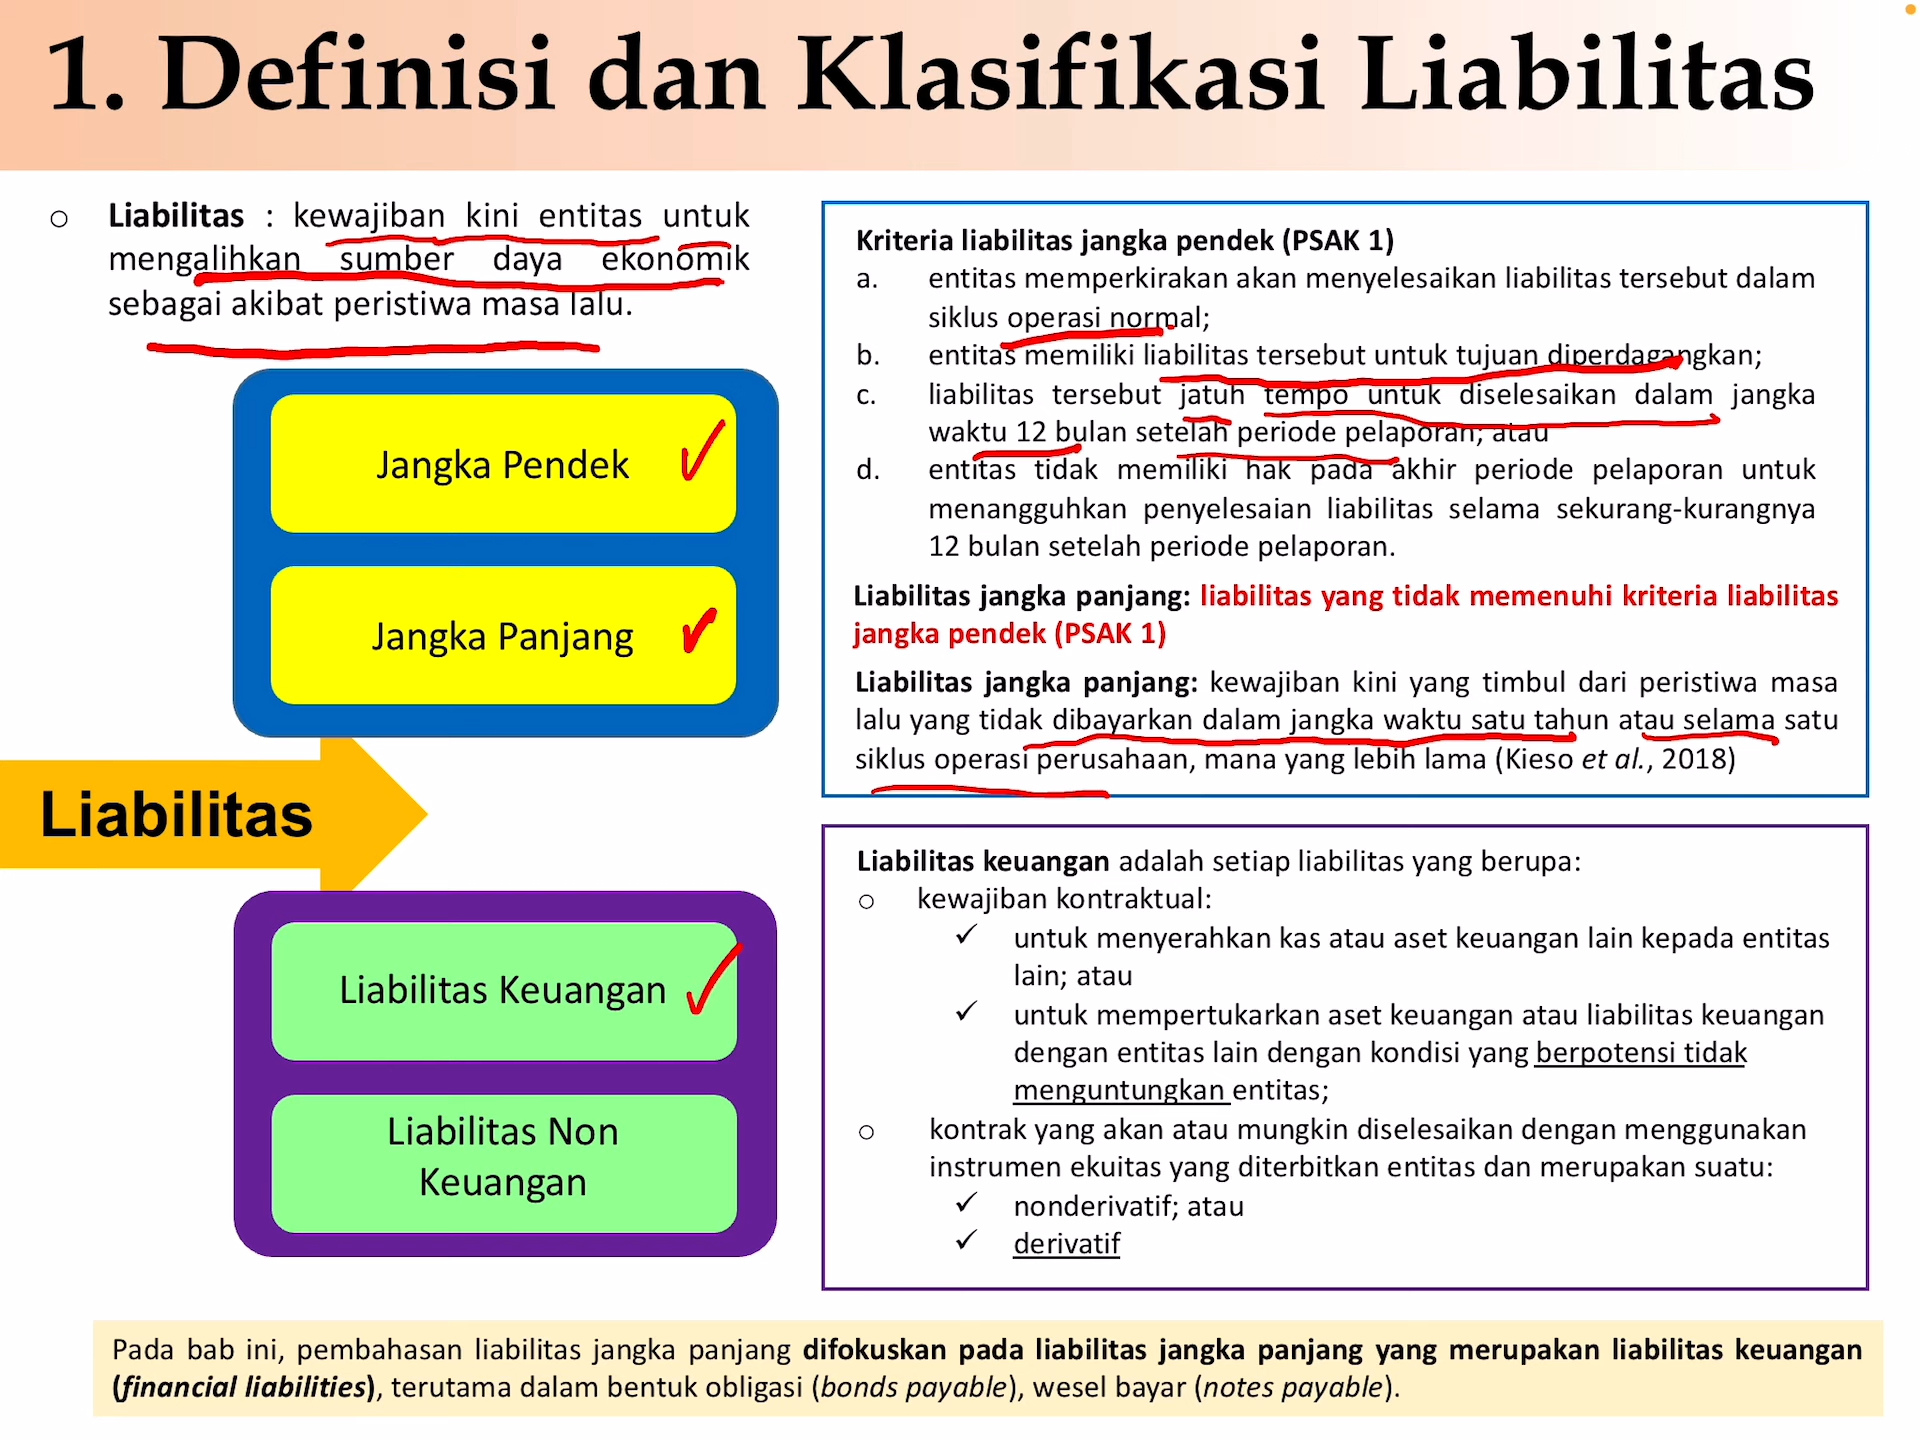 1. Definisi dan Klasifikasi Liabilitas
○ Liabilitas : kewajiban kini entitas untuk
mengalihkan sumber daya ekonomik
sebagai akibat peristiwa masa lalu.
Jangka Pendek
Jangka Panjang
Liabilitas
Liabilitas Keuangan
Liabilitas Non
Keuangan
Kriteria liabilitas jangka pendek (PSAK 1)
a. entitas memperkirakan akan menyelesaikan liabilitas tersebut dalam
siklus operasi normal;
b. entitas memiliki liabilitas tersebut untuk tujuan diperdagangkan;
c. liabilitas tersebut jatuh tempo untuk diselesaikan dalam jangka
waktu 12 bulan setelah periode pelaporan; atau
d. entitas tidak memiliki hak pada akhir periode pelaporan untuk
menangguhkan penyelesaian liabilitas selama sekurang-kurangnya
12 bulan setelah periode pelaporan.
Liabilitas jangka panjang: liabilitas yang tidak memenuhi kriteria liabilitas
jangka pendek (PSAK 1)
Liabilitas jangka panjang: kewajiban kini yang timbul dari peristiwa masa
lalu yang tidak dibayarkan dalam jangka waktu satu tahun atau selama satu
siklus operasi perusahaan, mana yang lebih lama (Kieso et al., 2018)
Liabilitas keuangan adalah setiap liabilitas yang berupa:
○ kewajiban kontraktual:
✓ untuk menyerahkan kas atau aset keuangan lain kepada entitas
lain; atau
✓ untuk mempertukarkan aset keuangan atau liabilitas keuangan
dengan entitas lain dengan kondisi yang berpotensi tidak
menguntungkan entitas;
○ kontrak yang akan atau mungkin diselesaikan dengan menggunakan
instrumen ekuitas yang diterbitkan entitas dan merupakan suatu:
✓ nonderivatif; atau
✓ derivatif
Pada bab ini, pembahasan liabilitas jangka panjang difokuskan pada liabilitas jangka panjang yang merupakan liabilitas keuangan
(financial liabilities), terutama dalam bentuk obligasi (bonds payable), wesel bayar (notes payable).